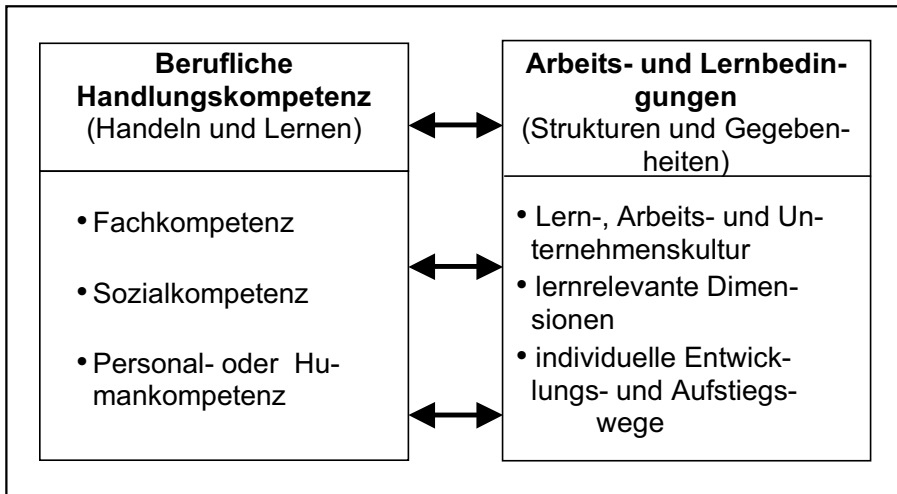 Berufliche
Handlungskompetenz
(Handeln und Lernen)
• Fachkompetenz
• Sozialkompetenz
• Personal- oder Hu-
mankompetenz
Arbeits- und Lernbedin-
gungen
(Strukturen und Gegeben-
heiten)
• Lern-, Arbeits- und Un-
ternehmenskultur
• lernrelevante Dimen-
sionen
• individuelle Entwick-
lungs- und Aufstiegs-
wege